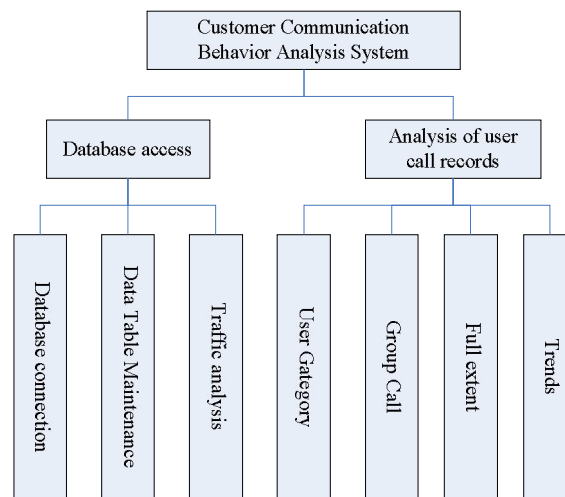 Customer Communication
Behavior Analysis System
Database access
Analysis of user
call records
Database connection
Data Table Maintenance
Traffic analysis
User Gategory
Group Call
Full extent
Trends